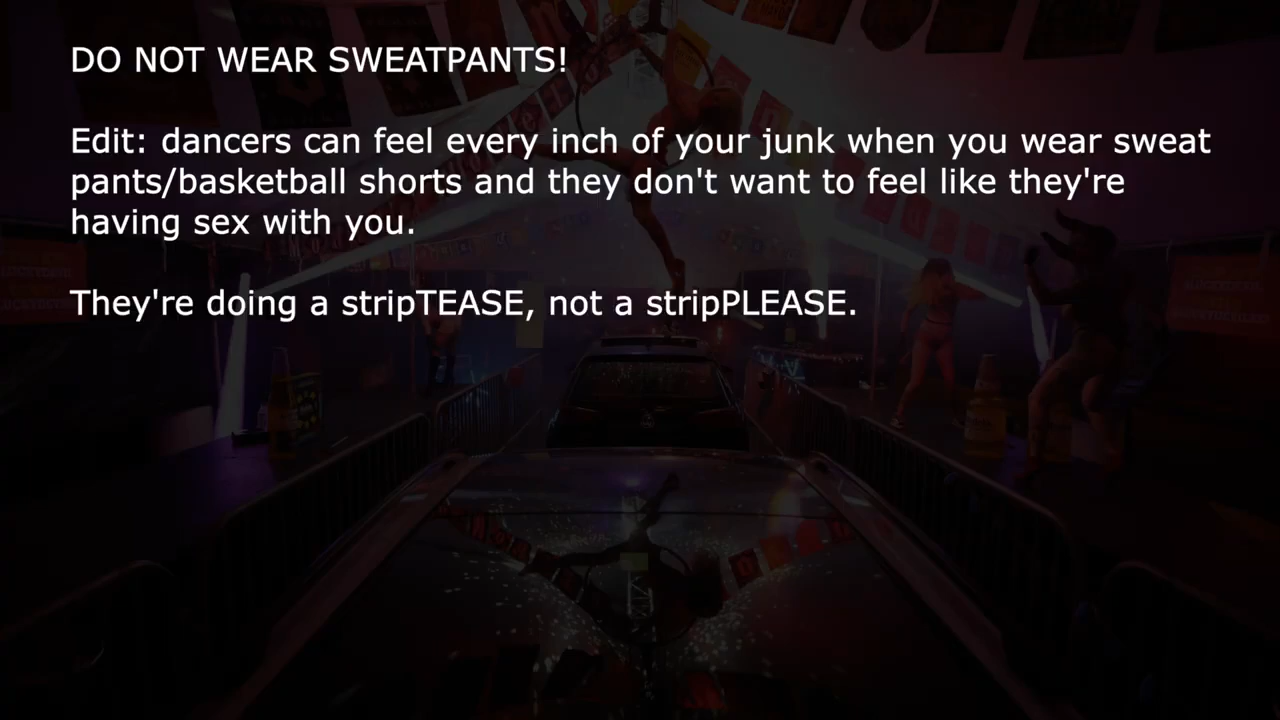 DO NOT WEAR SWEATPANTS!
Edit: dancers can feel every inch of your junk when you wear sweat
pants/basketball shorts and they don't want to feel like they're
having sex with you.
They're doing a stripTEASE, not a stripPLEASE.